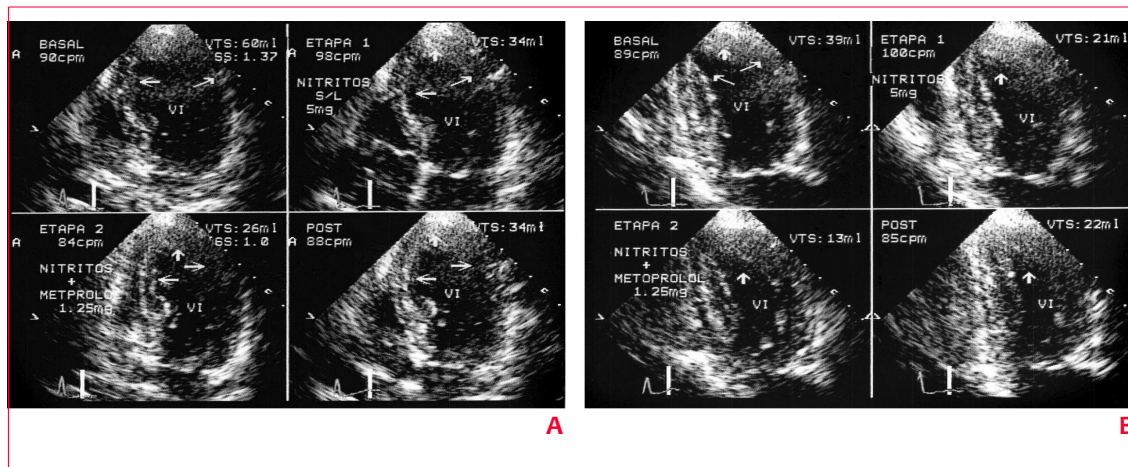 BASAL
90cpm
VTS:60ml
SS:1.37
A
VI
ETAPA 1
98cpm
VTS:34ml
NITRITOS
S/L
5mg
VI
ETAPA 2
84cpm
VTS:26ml
SS:1.0
A
NITRITOS
+
METPROLOL
1.25mg
VI
POST
88cpm
VTS:34ml
A
VI
A
BASAL
89cpm
VTS:39ml
VI
ETAPA 1
100cpm
VTS:21ml
NITRITOS
5mg
VI
ETAPA 2
VTS:13ml
NITRITOS
+
METOPROLOL
1.25mg
VI
POST
85cpm
VTS:22ml
VI
B